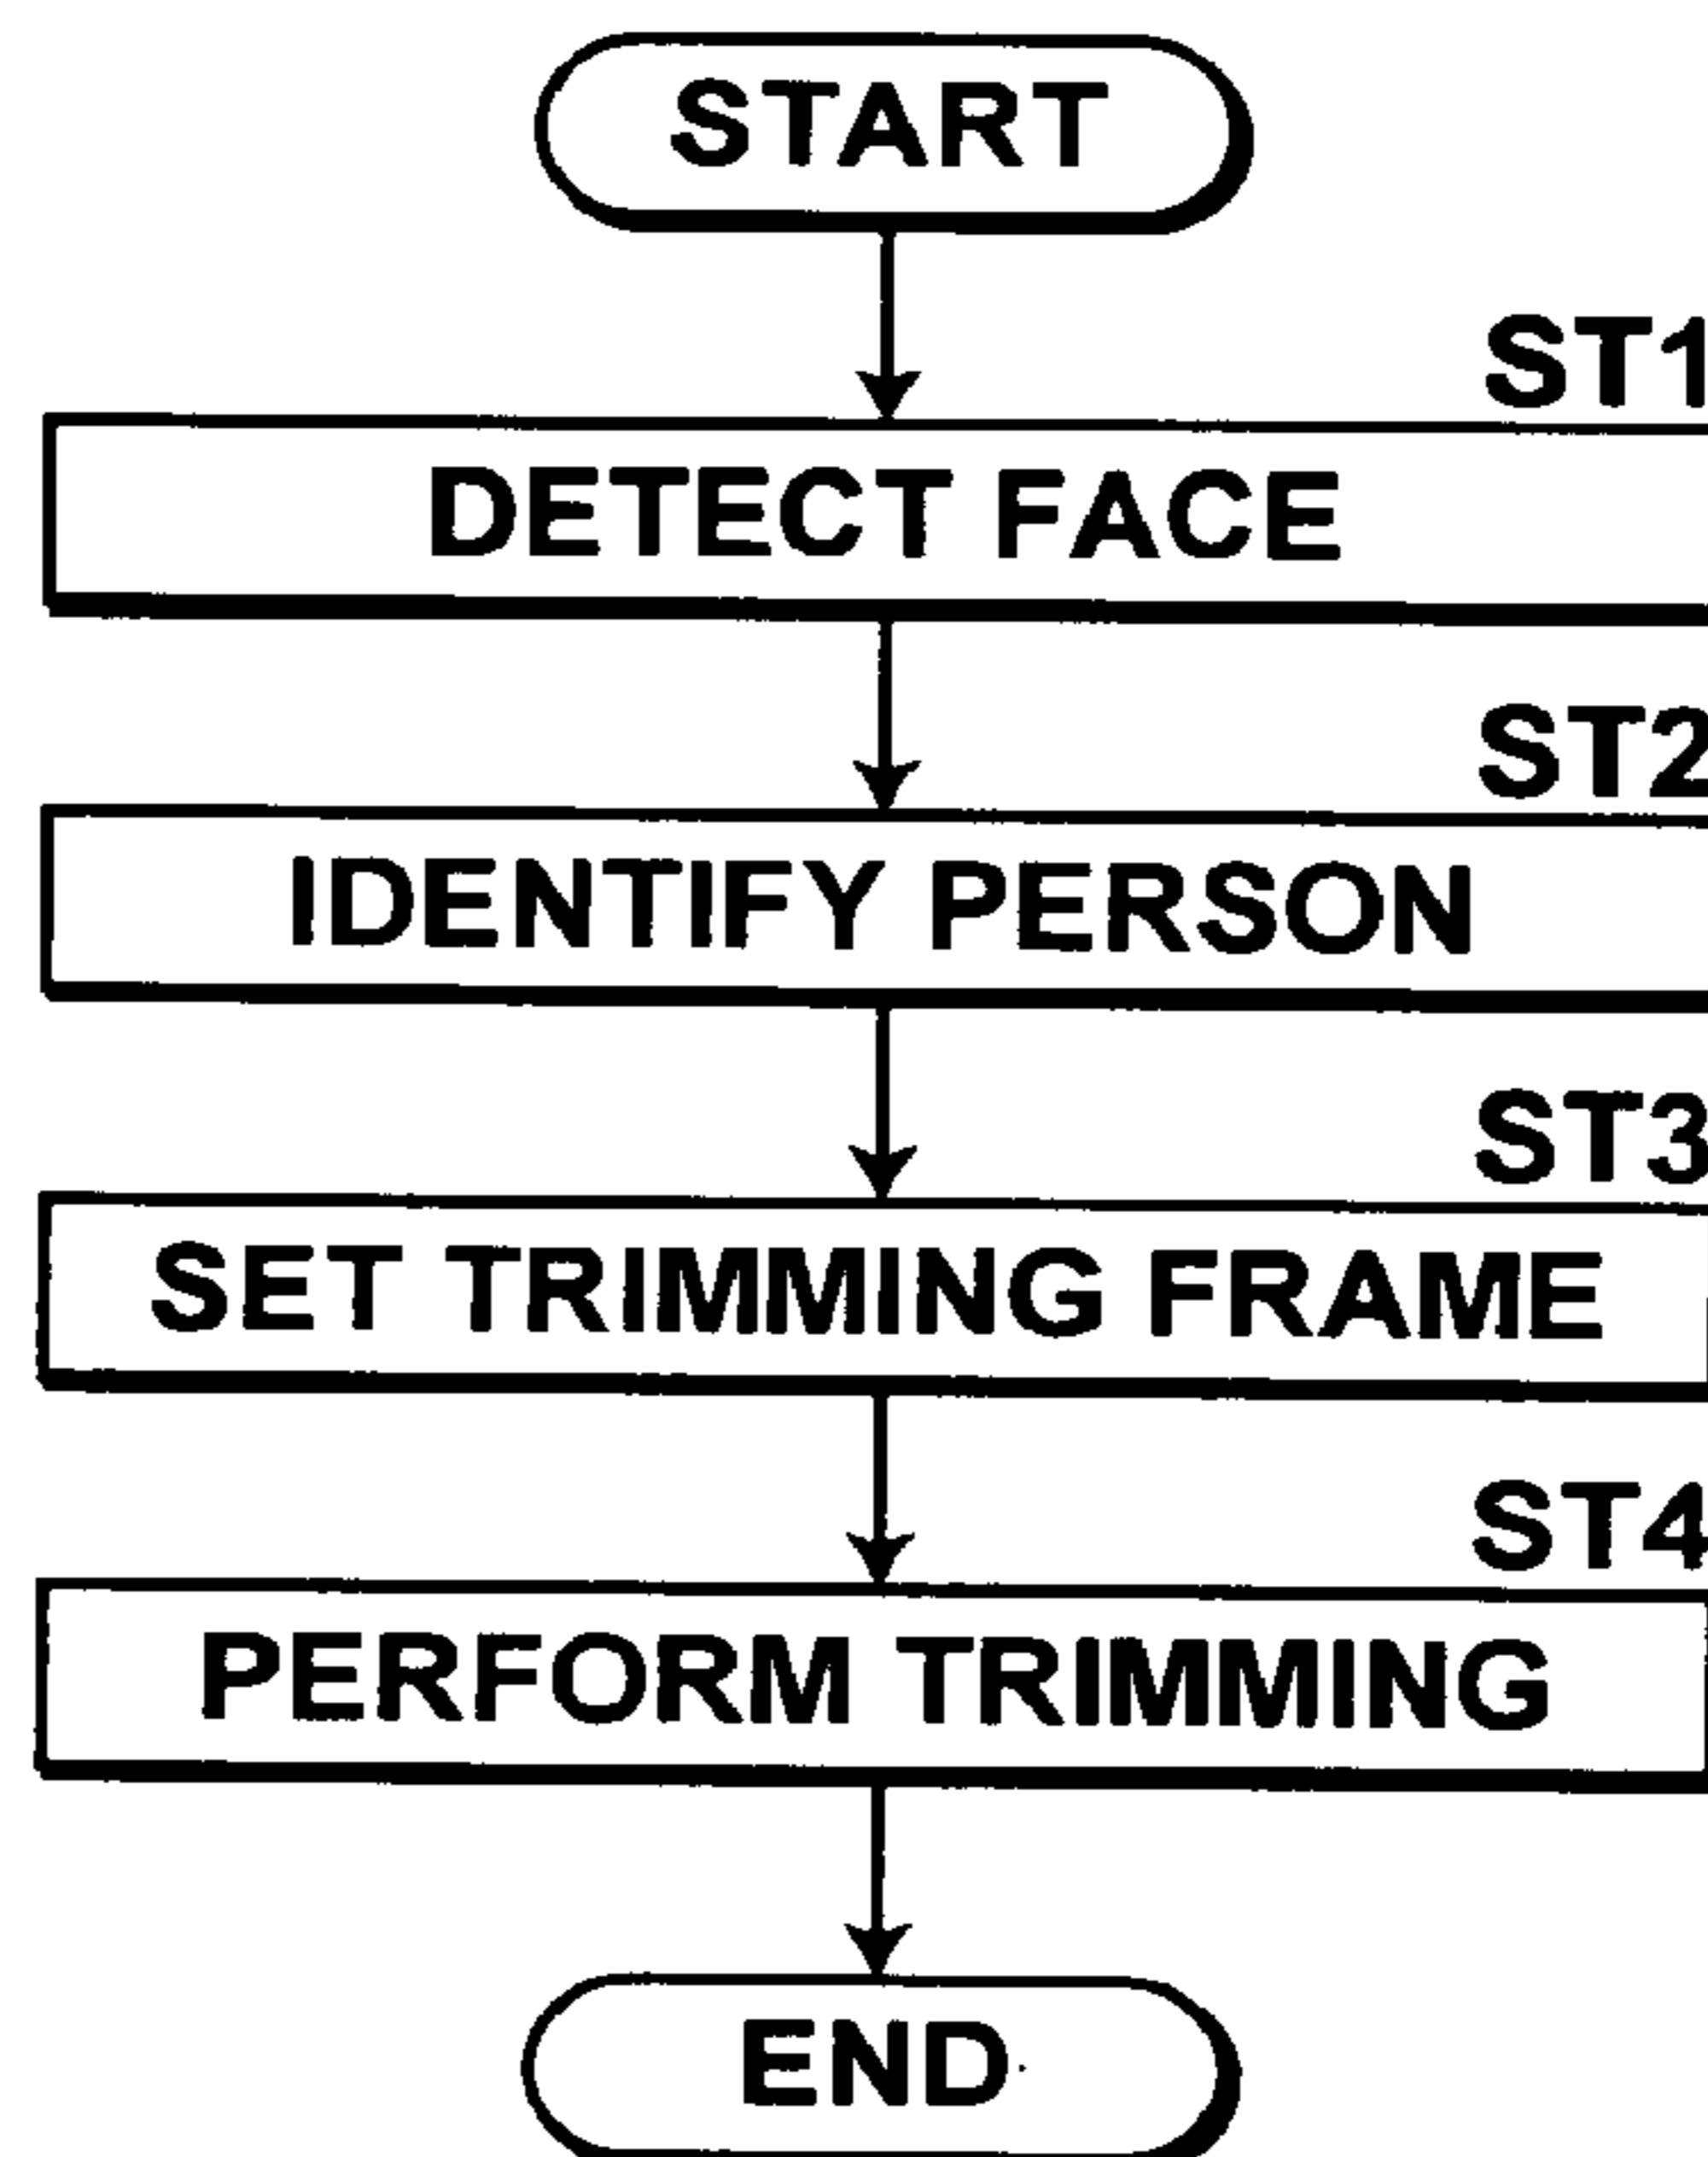 START
ST1
DETECT FACE
ST2
IDENTIFY PERSON
ST3
SET TRIMMING FRAME
ST4
PERFORM TRIMMING
END